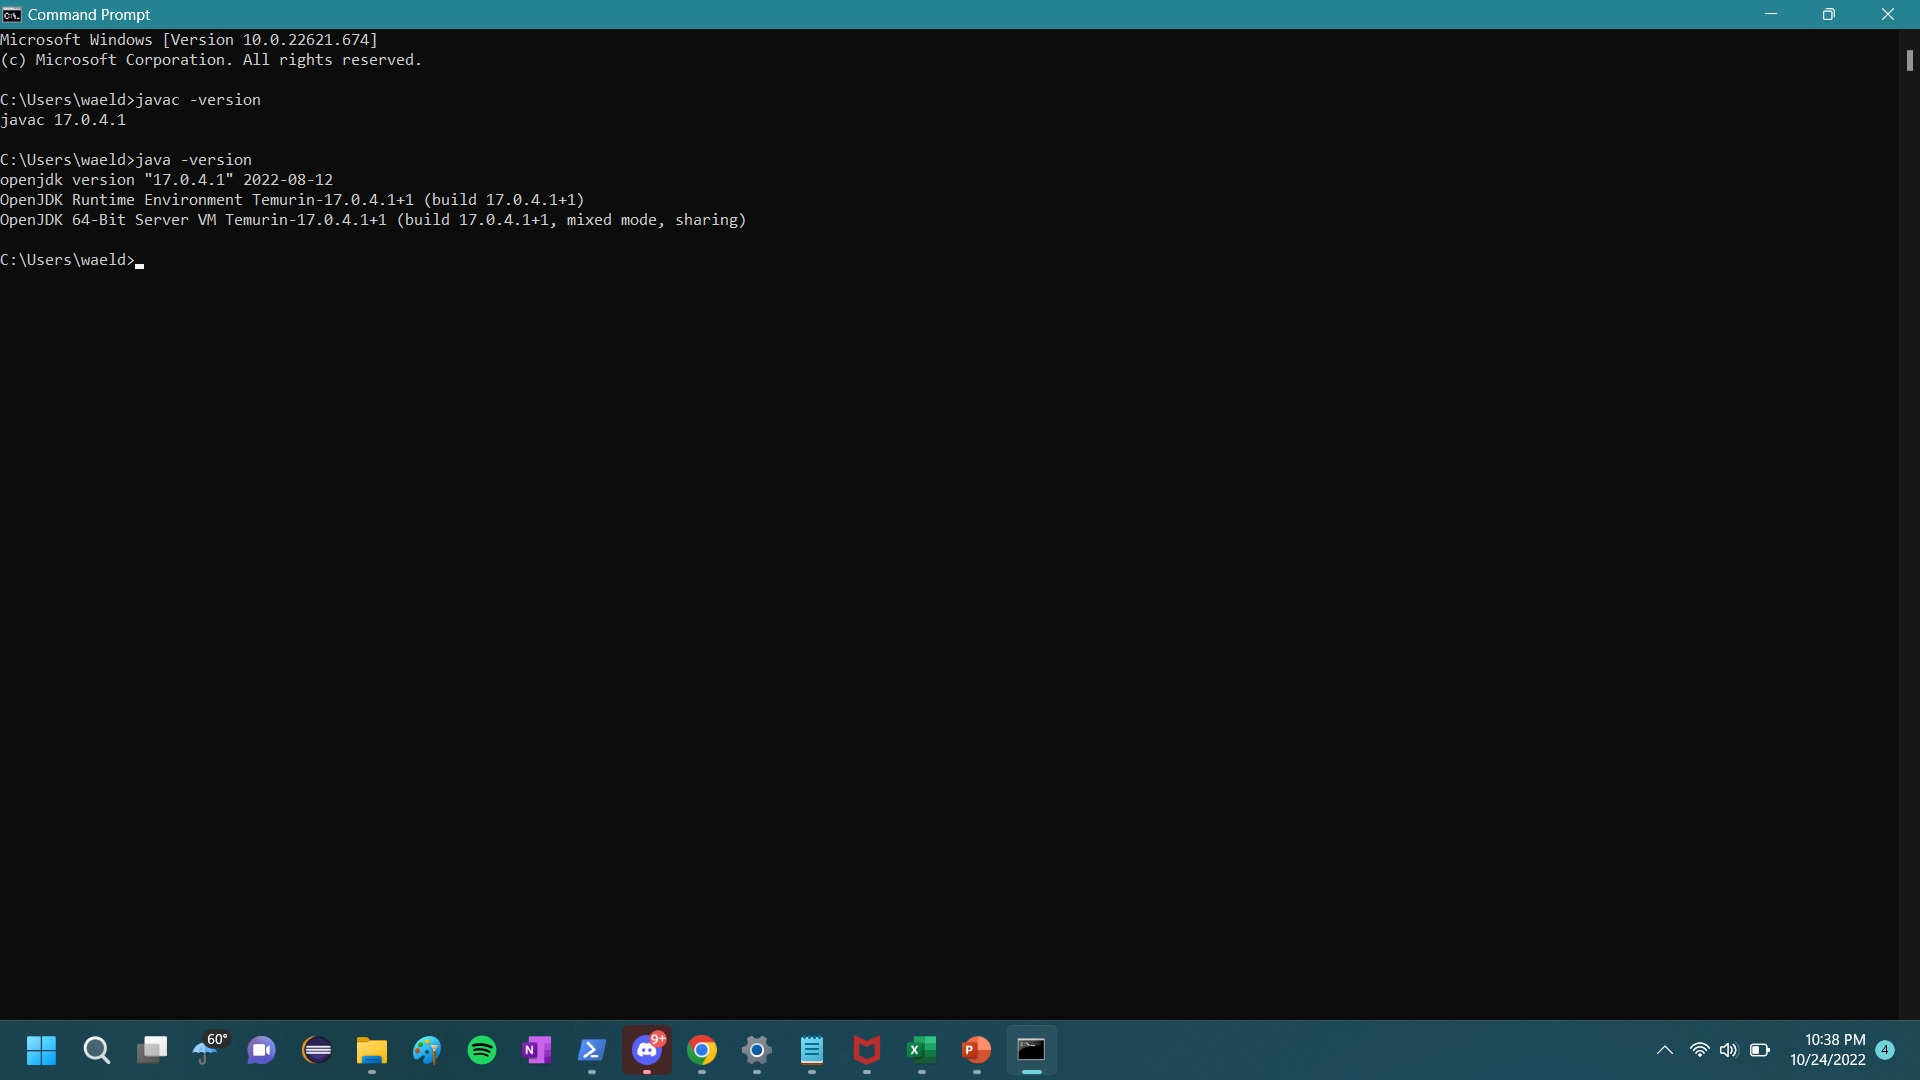 Command Prompt
Microsoft Windows [Version 10.0.22621.674]
(c) Microsoft Corporation. All rights reserved.
C:\Users\waeld>javac -version
javac 17.0.4.1
C:\Users\waeld>java -version
openjdk version "17.0.4.1" 2022-08-12
OpenJDK Runtime Environment Temurin-17.0.4.1+1 (build 17.0.4.1+1)
OpenJDK 64-Bit Server VM Temurin-17.0.4.1+1 (build 17.0.4.1+1, mixed mode, sharing)
C:\Users\waeld>
60°
N
9+
X
P
10:38 PM
10/24/2022
4